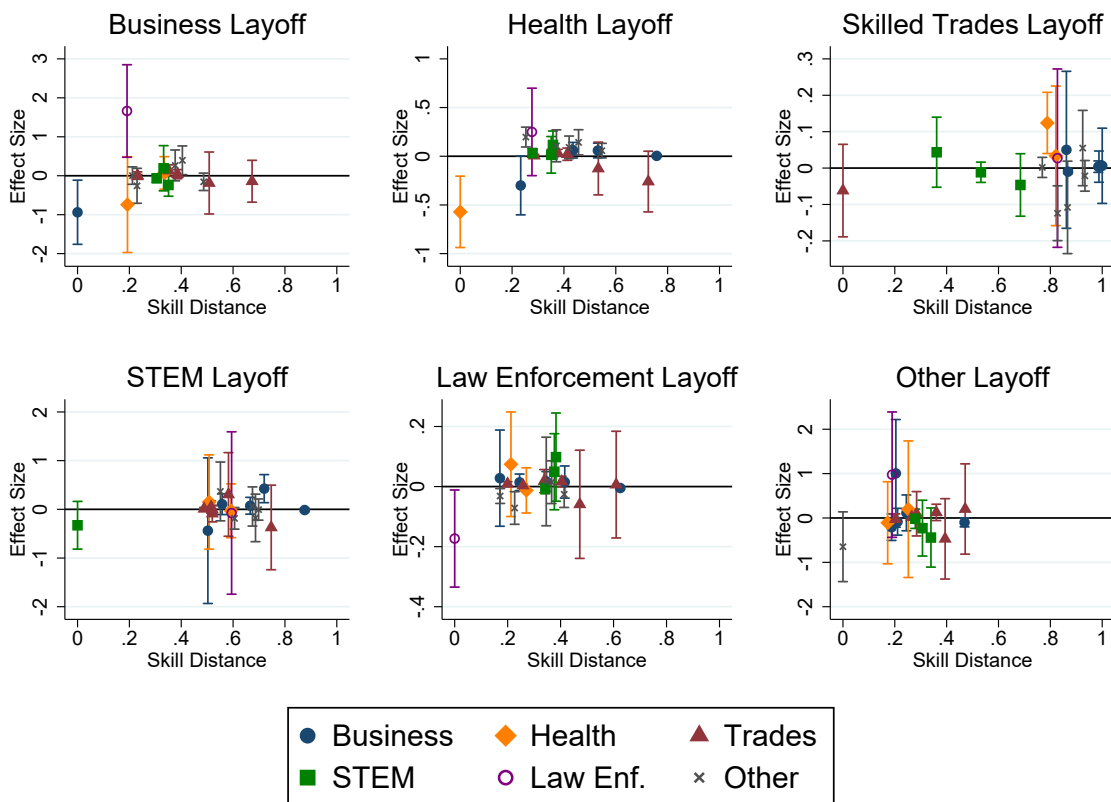 Business Layoff
Effect Size
3
2
1
0
-1
-2
0 .2 .4 .6 .8 1
Skill Distance
Health Layoff
Effect Size
1
.5
0
-.5
-1
0 .2 .4 .6 .8 1
Skill Distance
Skilled Trades Layoff
Effect Size
.3
.2
.1
0
-.1
-.2
0 .2 .4 .6 .8 1
Skill Distance
STEM Layoff
Effect Size
2
1
0
-1
-2
0 .2 .4 .6 .8 1
Skill Distance
Law Enforcement Layoff
Effect Size
.2
0
-.2
-.4
0 .2 .4 .6 .8 1
Skill Distance
Other Layoff
Effect Size
2
1
0
-1
-2
0 .2 .4 .6 .8 1
Skill Distance
Business Health Trades
STEM Law Enf. Other